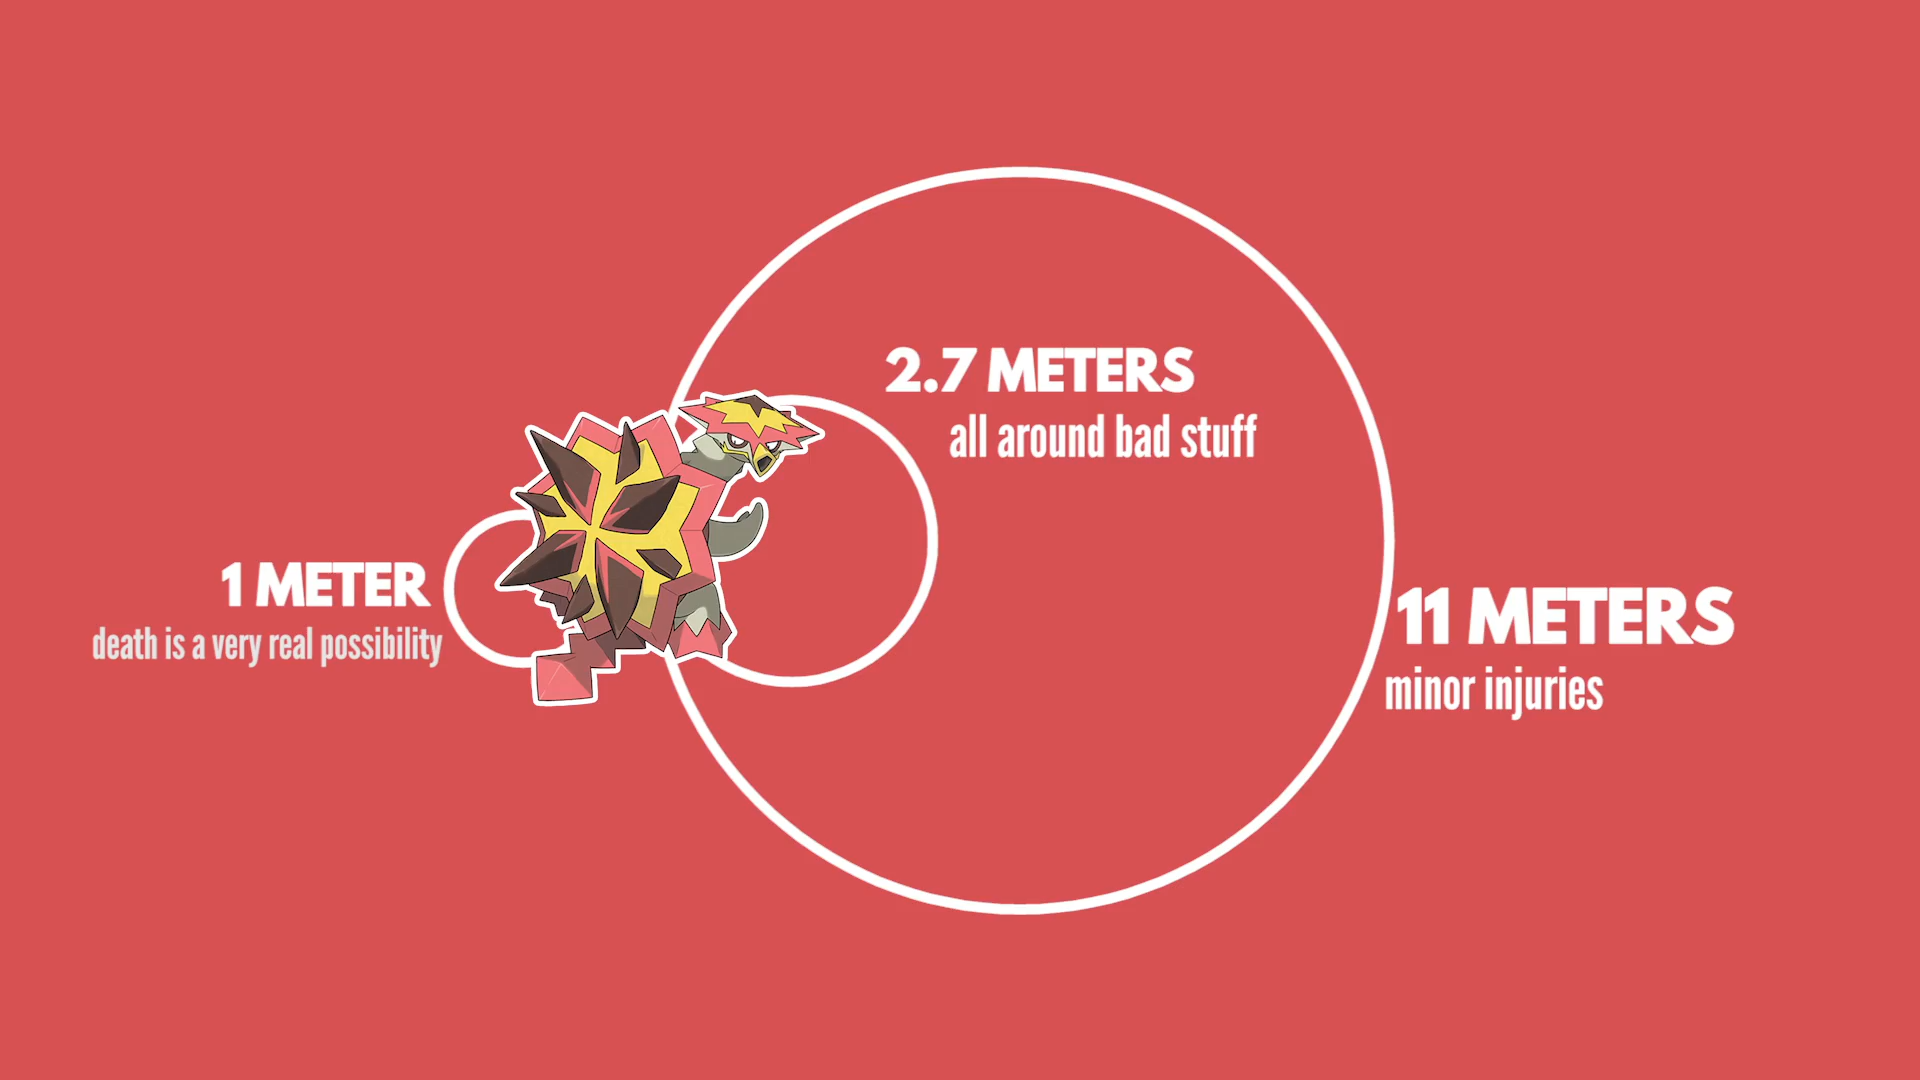 2.7 METERS
all around bad stuff
1 METER
death is a very real possibility
11 METERS
minor injuries